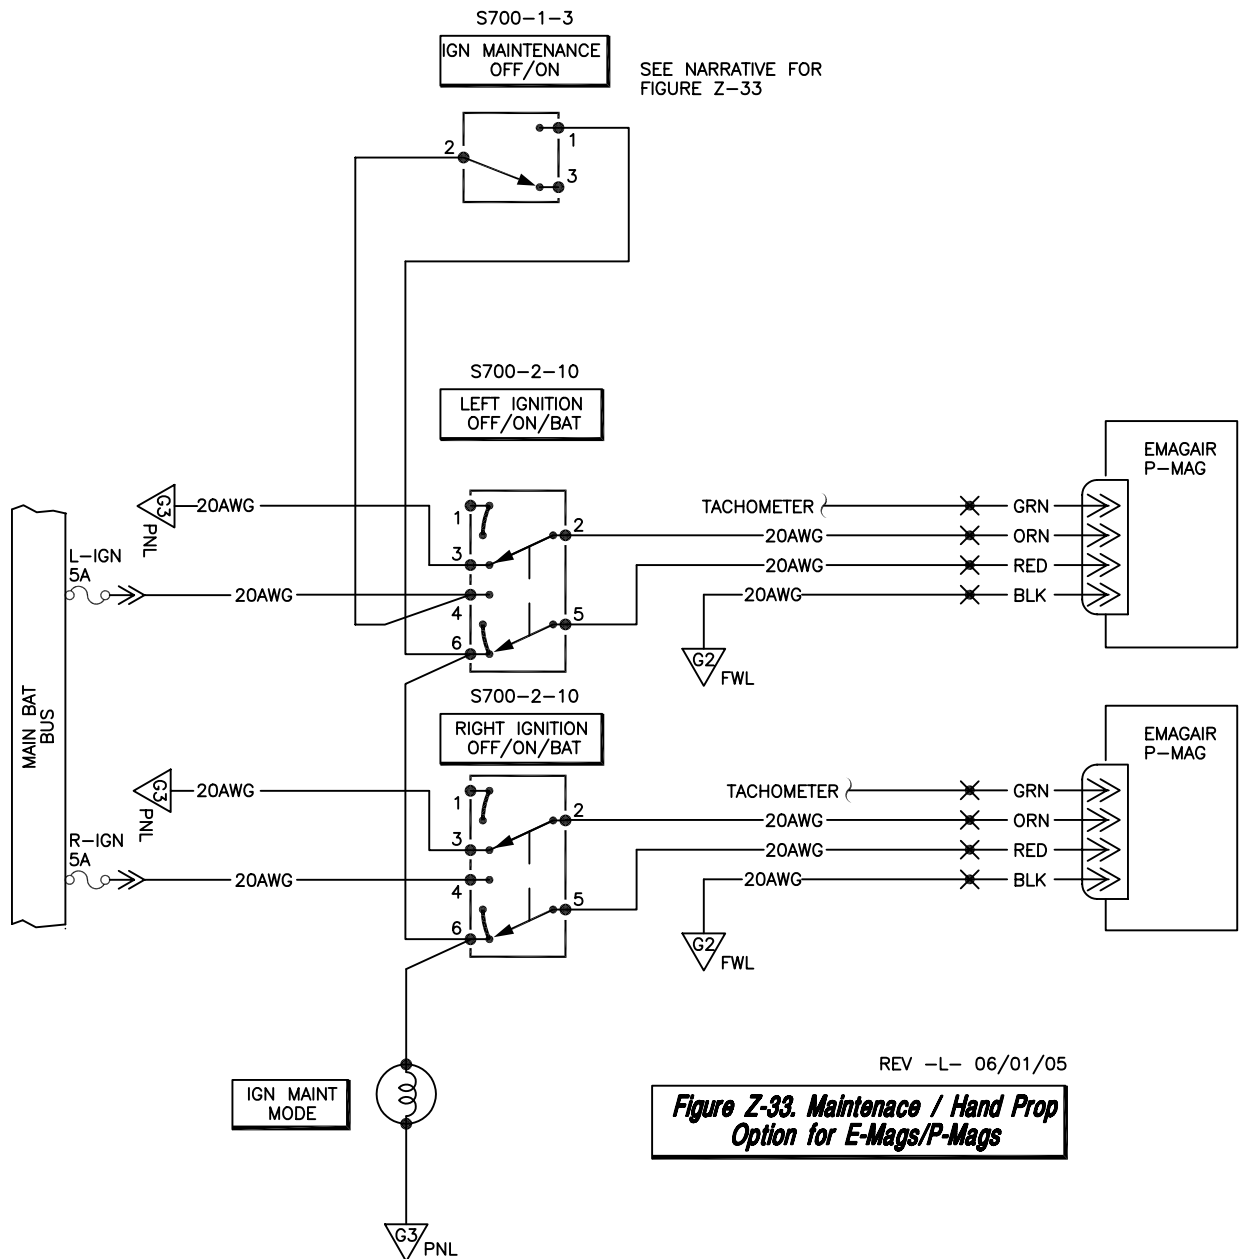 S700-1-3
IGN MAINTENANCE
OFF/ON
SEE NARRATIVE FOR
FIGURE Z-33
2
1
3
S700-2-10
LEFT IGNITION
OFF/ON/BAT
EMAGAIR
P-MAG
G3
PNL
20AWG
1
2
3
4
5
6
TACHOMETER
GRN
20AWG
ORN
20AWG
RED
20AWG
BLK
G2
FWL
L-IGN
5A
20AWG
MAIN BAT
BUS
S700-2-10
RIGHT IGNITION
OFF/ON/BAT
EMAGAIR
P-MAG
G3
PNL
20AWG
1
2
3
4
5
6
TACHOMETER
GRN
20AWG
ORN
20AWG
RED
20AWG
BLK
G2
FWL
R-IGN
5A
20AWG
IGN MAINT
MODE
G3
PNL
REV -L- 06/01/05
Figure Z-33. Maintenace / Hand Prop
Option for E-Mags/P-Mags